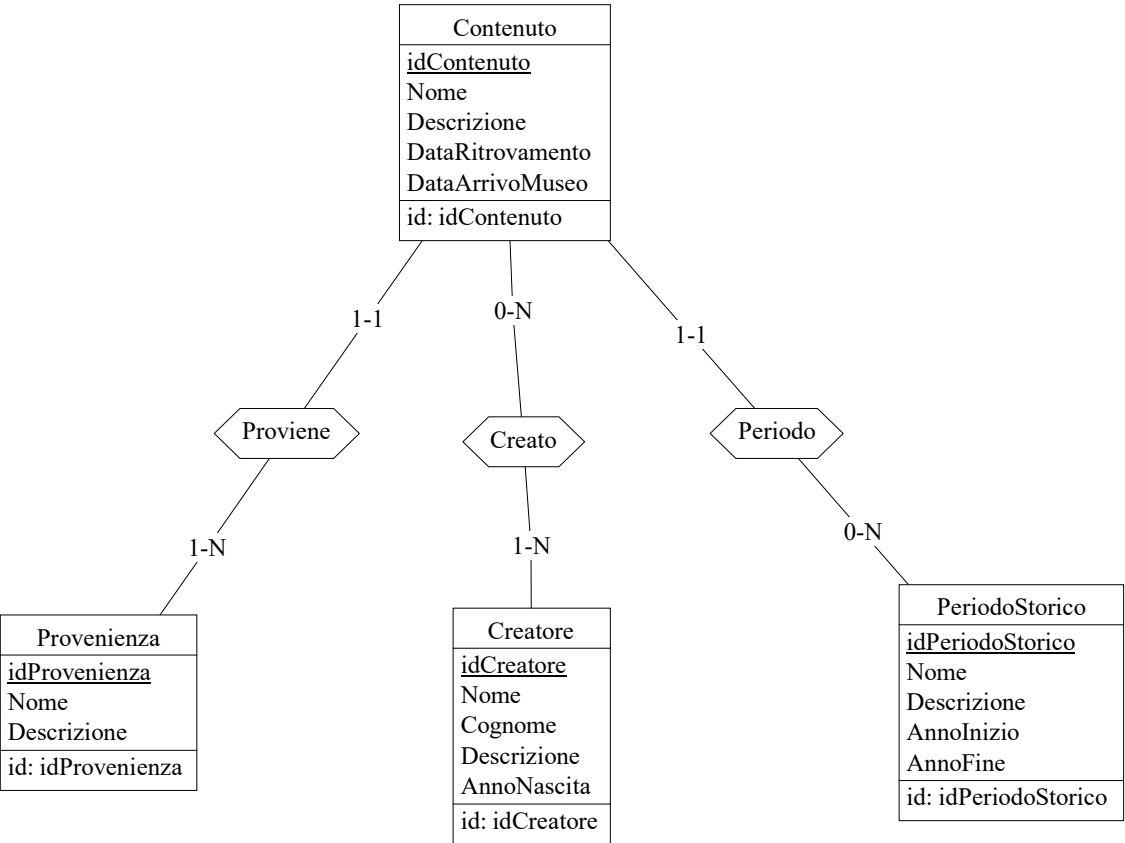 Contenuto
idContenuto
Nome
Descrizione
DataRitrovamento
DataArrivoMuseo
id: idContenuto
1-1
0-N
1-1
Proviene
Creato
Periodo
1-N
1-N
0-N
Provenienza
idProvenienza
Nome
Descrizione
id: idProvenienza
Creatore
idCreatore
Nome
Cognome
Descrizione
AnnoNascita
id: idCreatore
PeriodoStorico
idPeriodoStorico
Nome
Descrizione
AnnoInizio
AnnoFine
id: idPeriodoStorico